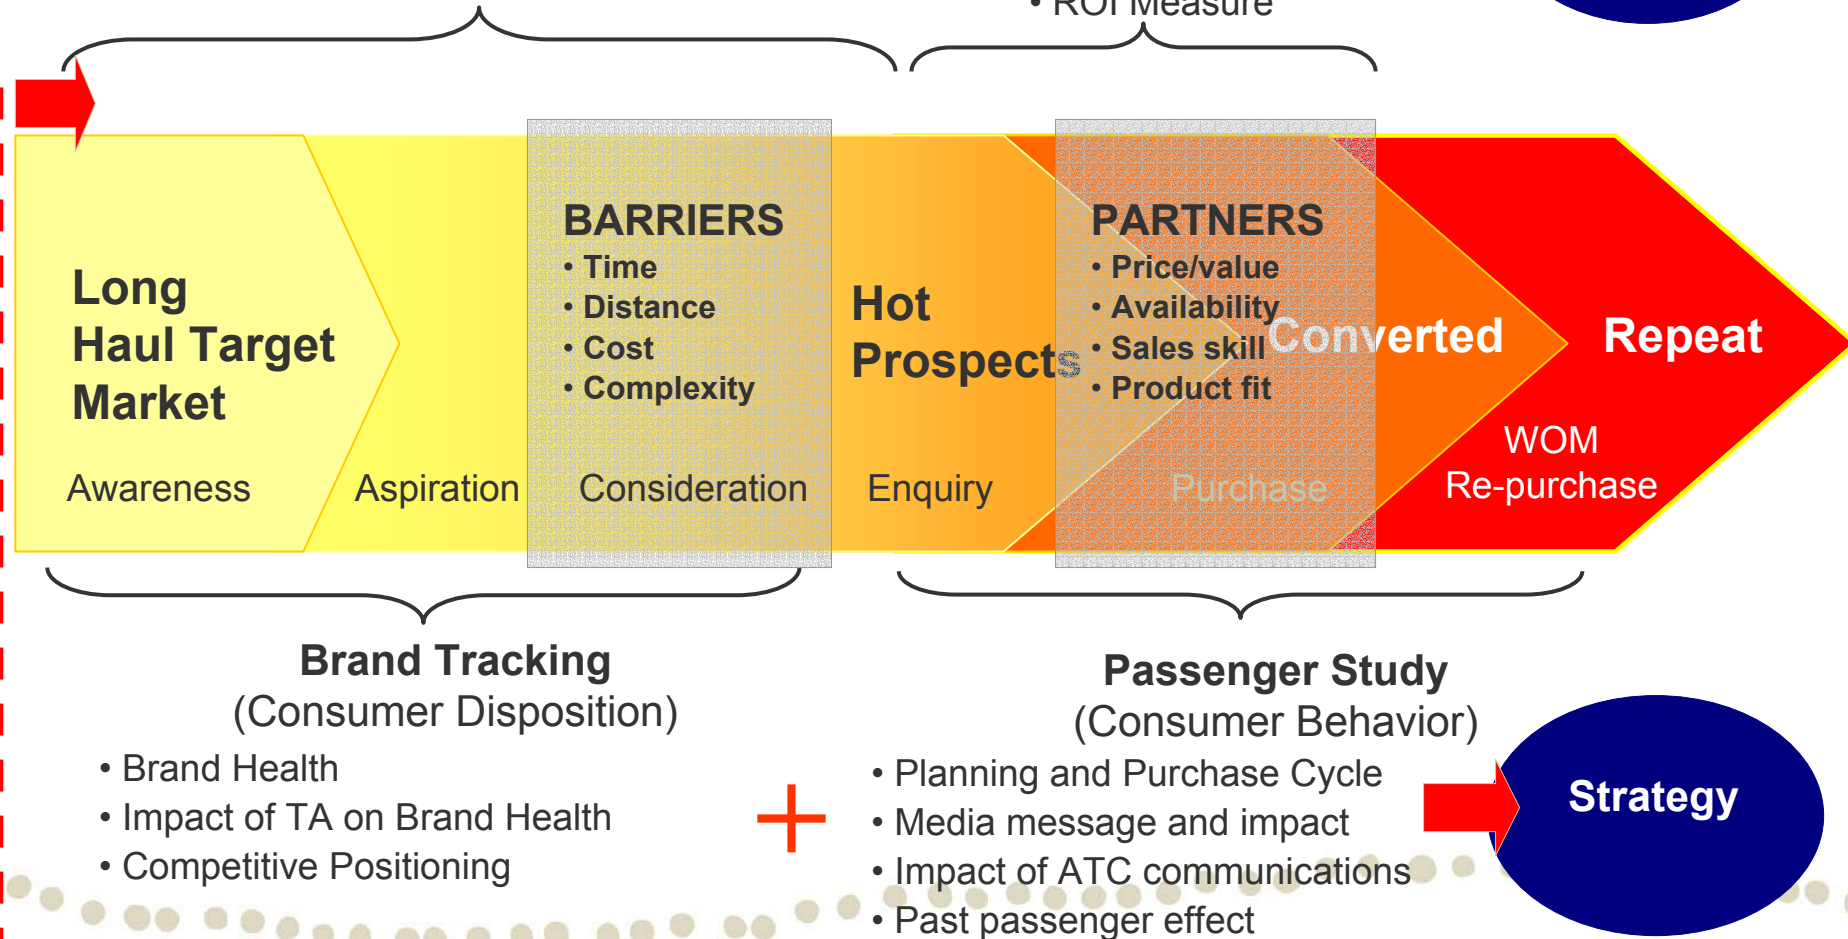 • ROI Measure
Long
Haul Target
Market
Awareness
Aspiration
BARRIERS
• Time
• Distance
• Cost
• Complexity
Consideration
Hot
Prospects
Enquiry
PARTNERS
• Price/value
• Availability
• Sales skill
• Product fit
Converted
Purchase
Repeat
WOM
Re-purchase
Brand Tracking
(Consumer Disposition)
• Brand Health
• Impact of TA on Brand Health
• Competitive Positioning
+
Passenger Study
(Consumer Behavior)
• Planning and Purchase Cycle
• Media message and impact
• Impact of ATC communications
• Past passenger effect
Strategy